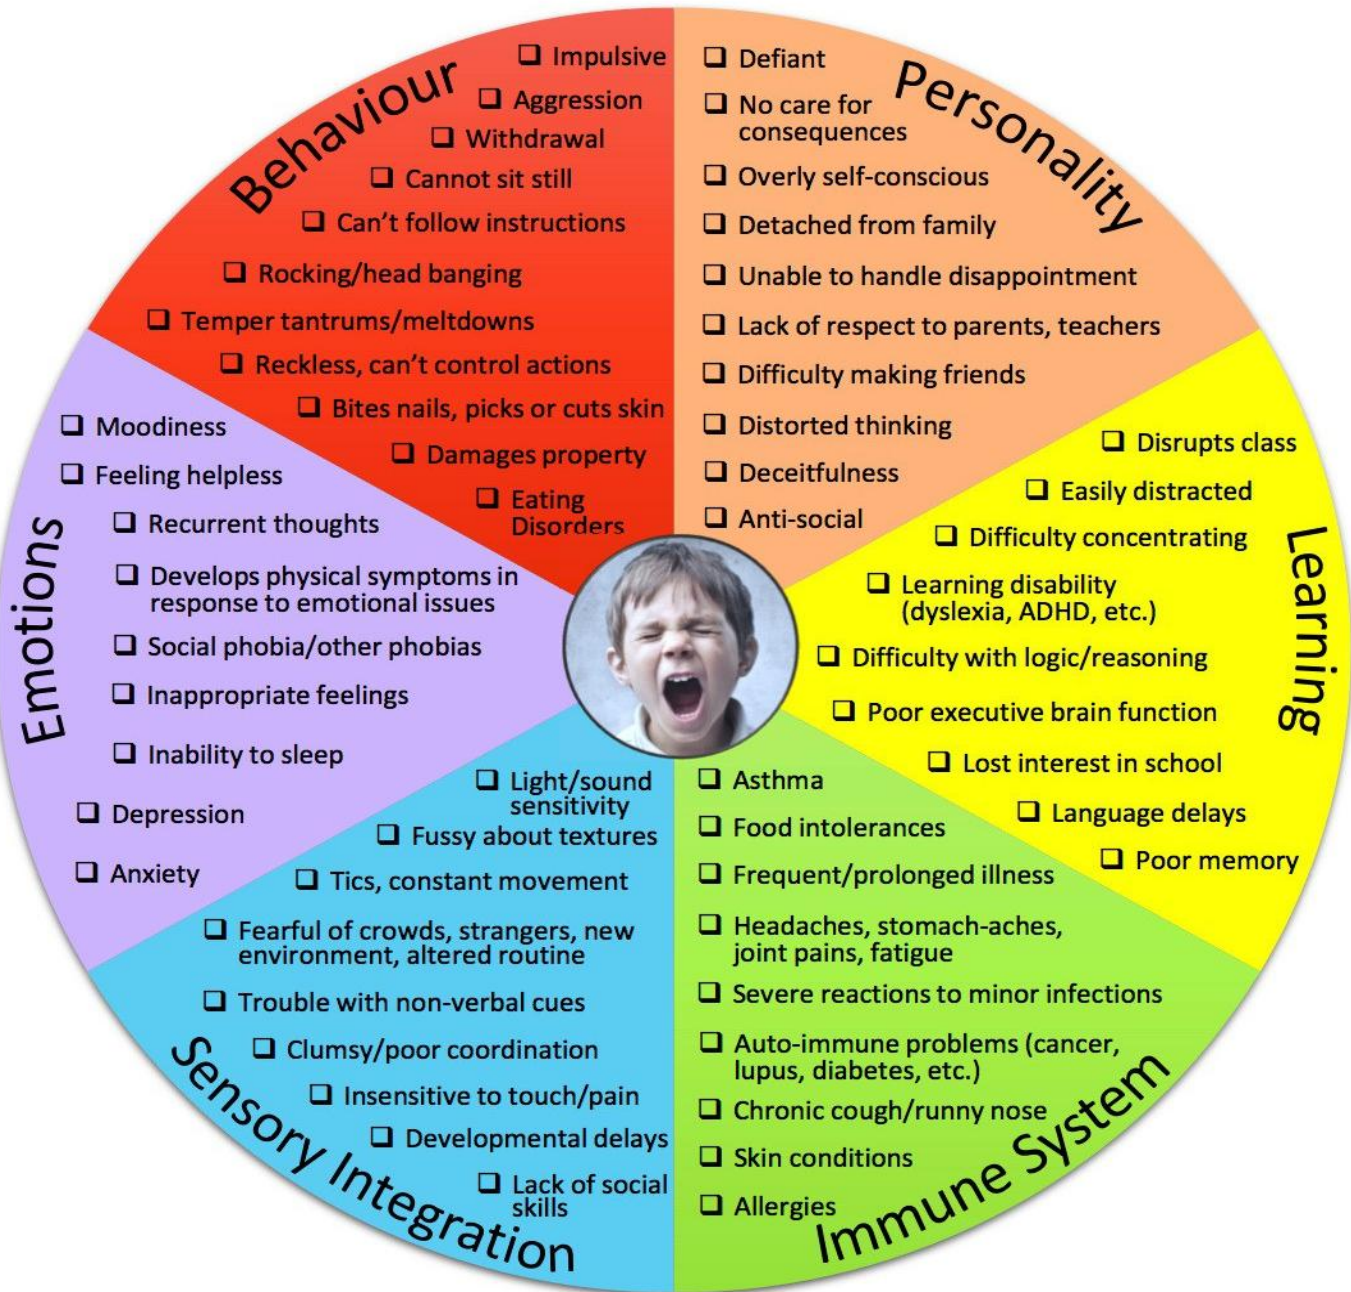 Behaviour
❑ Impulsive
❑ Aggression
❑ Withdrawal
❑ Cannot sit still
❑ Can't follow instructions
❑ Rocking/head banging
❑ Temper tantrums/meltdowns
❑ Reckless, can't control actions
❑ Bites nails, picks or cuts skin
❑ Damages property
❑ Eating
Disorders
Personality
❑ Defiant
❑ No care for
consequences
❑ Overly self-conscious
❑ Detached from family
❑ Unable to handle disappointment
❑ Lack of respect to parents, teachers
❑ Difficulty making friends
❑ Distorted thinking
❑ Deceitfulness
❑ Anti-social
Learning
❑ Disrupts class
❑ Easily distracted
❑ Difficulty concentrating
❑ Learning disability
(dyslexia, ADHD, etc.)
❑ Difficulty with logic/reasoning
❑ Poor executive brain function
❑ Lost interest in school
❑ Language delays
❑ Poor memory
Immune System
❑ Asthma
❑ Food intolerances
❑ Frequent/prolonged illness
❑ Headaches, stomach-aches,
joint pains, fatigue
❑ Severe reactions to minor infections
❑ Auto-immune problems (cancer,
lupus, diabetes, etc.)
❑ Chronic cough/runny nose
❑ Skin conditions
❑ Allergies
Sensory Integration
❑ Light/sound
sensitivity
❑ Fussy about textures
❑ Tics, constant movement
❑ Fearful of crowds, strangers, new
environment, altered routine
❑ Trouble with non-verbal cues
❑ Clumsy/poor coordination
❑ Insensitive to touch/pain
❑ Developmental delays
❑ Lack of social
skills
Emotions
❑ Moodiness
❑ Feeling helpless
❑ Recurrent thoughts
❑ Develops physical symptoms in
response to emotional issues
❑ Social phobia/other phobias
❑ Inappropriate feelings
❑ Inability to sleep
❑ Depression
❑ Anxiety